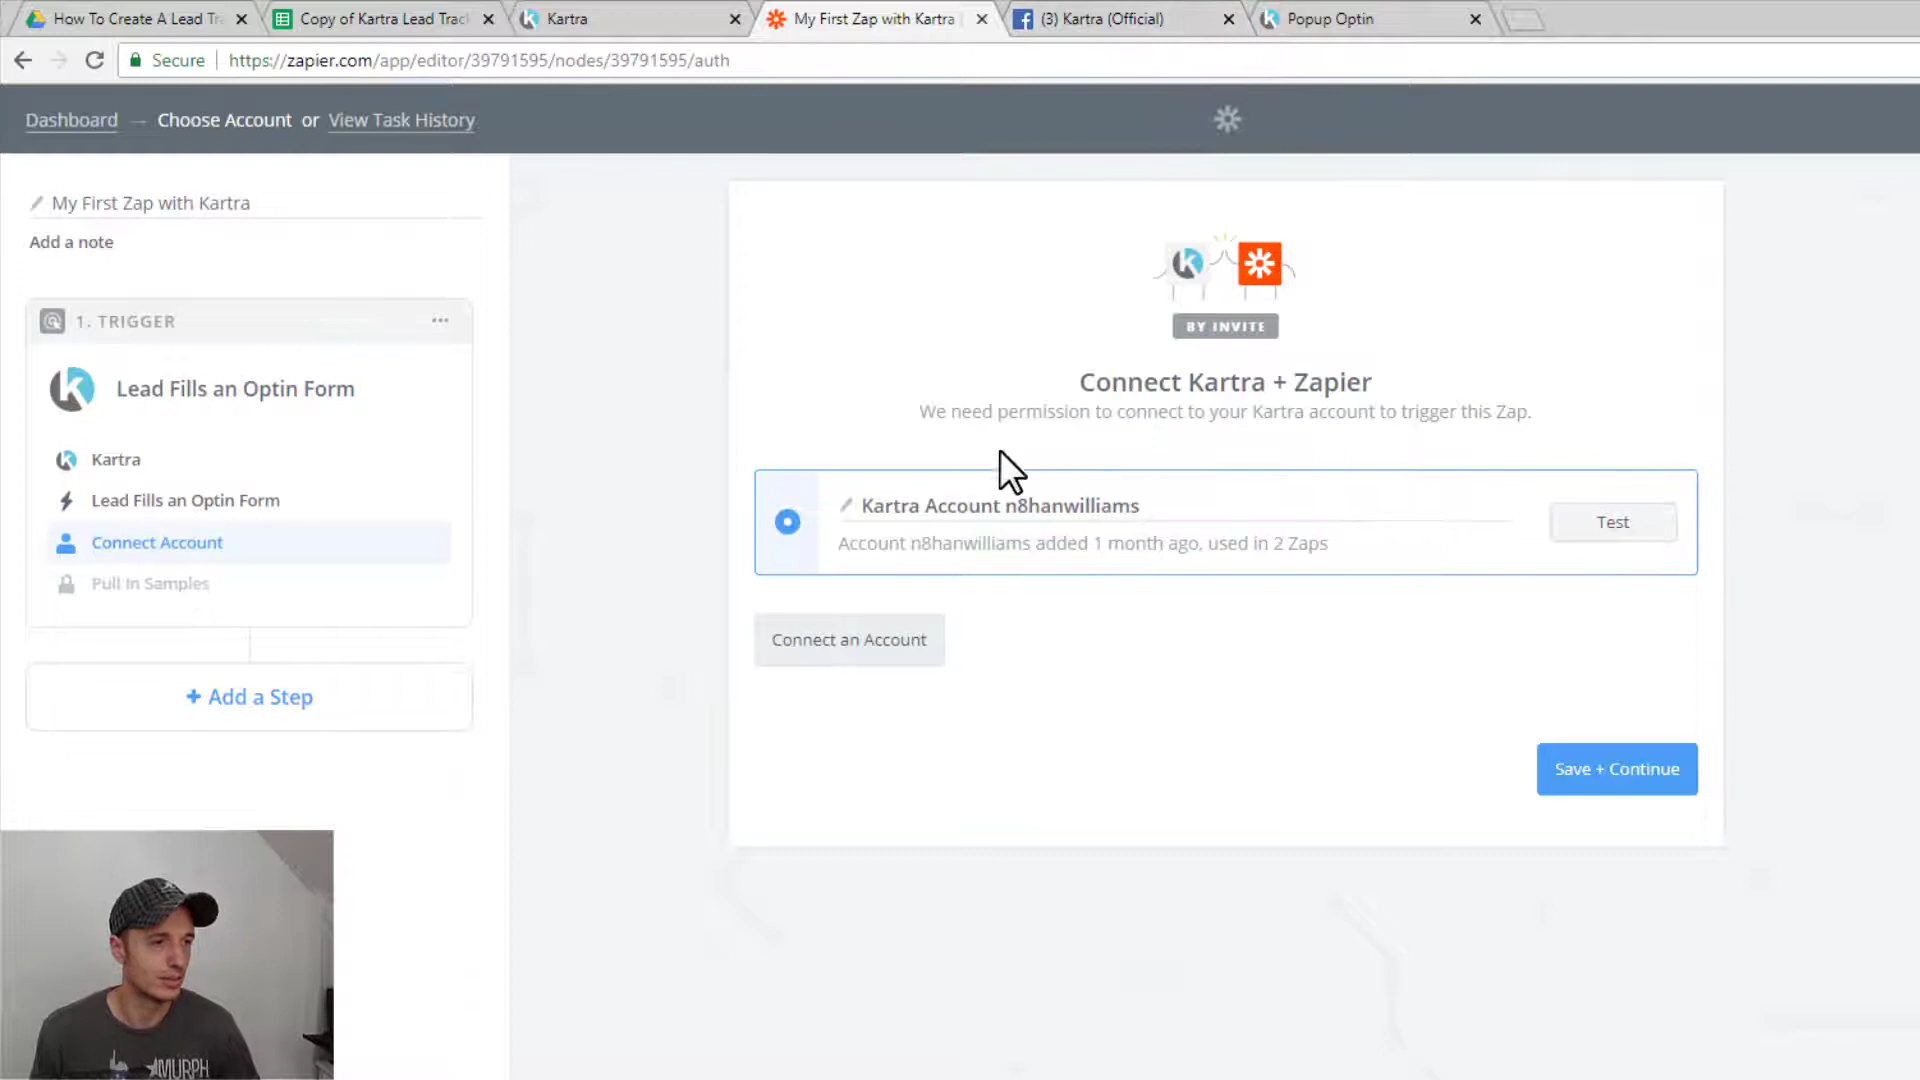 How To Create A Lead Tr
Copy of Kartra Lead Trac
Kartra
My First Zap with Kartra
(3) Kartra (Official)
Popup Optin
Secure
https://zapier.com/app/editor/39791595/nodes/39791595/auth
Dashboard → Choose Account or View Task History
My First Zap with Kartra
Add a note
1. TRIGGER
Lead Fills an Optin Form
Kartra
Lead Fills an Optin Form
Connect Account
Pull In Samples
+ Add a Step
BY INVITE
Connect Kartra + Zapier
We need permission to connect to your Kartra account to trigger this Zap.
Kartra Account n8hanwilliams
Account n8hanwilliams added 1 month ago, used in 2 Zaps
Test
Connect an Account
Save + Continue
MURPH